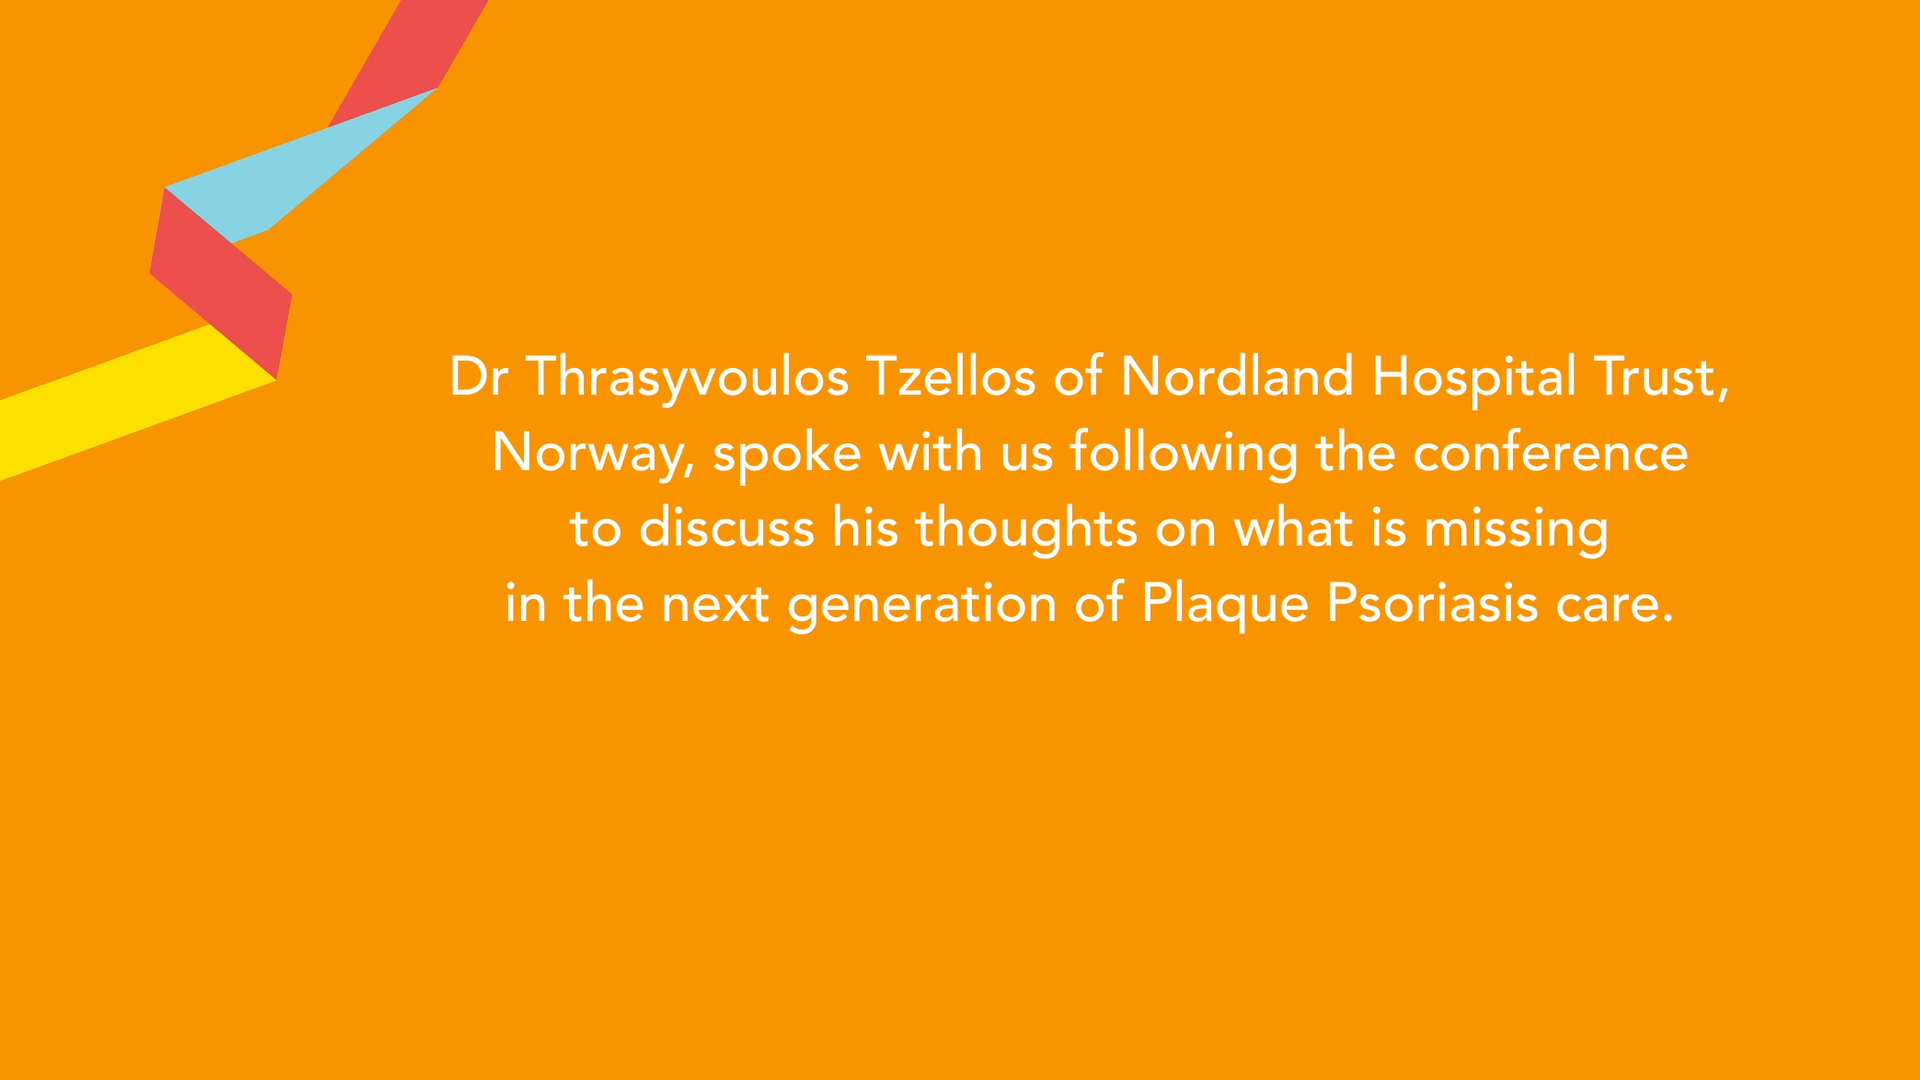 Dr Thrasyvoulos Tzellos of Nordland Hospital Trust,
Norway, spoke with us following the conference
to discuss his thoughts on what is missing
in the next generation of Plaque Psoriasis care.